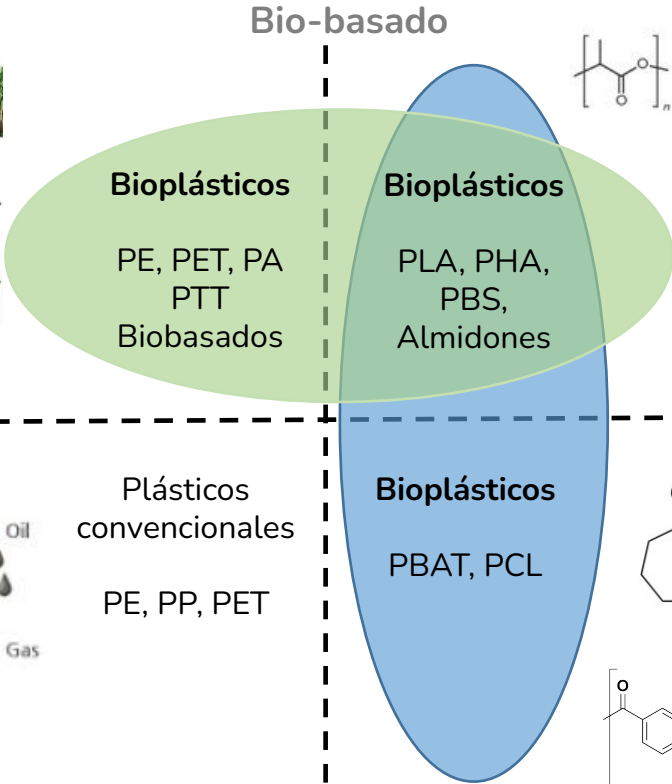 Bio-basado
O
O
n
Bioplásticos
PE, PET, PA
PTT
Biobasados
Bioplásticos
PLA, PHA,
PBS,
Almidones
Oil
Gas
Plásticos
convencionales
PE, PP, PET
Bioplásticos
PBAT, PCL
O